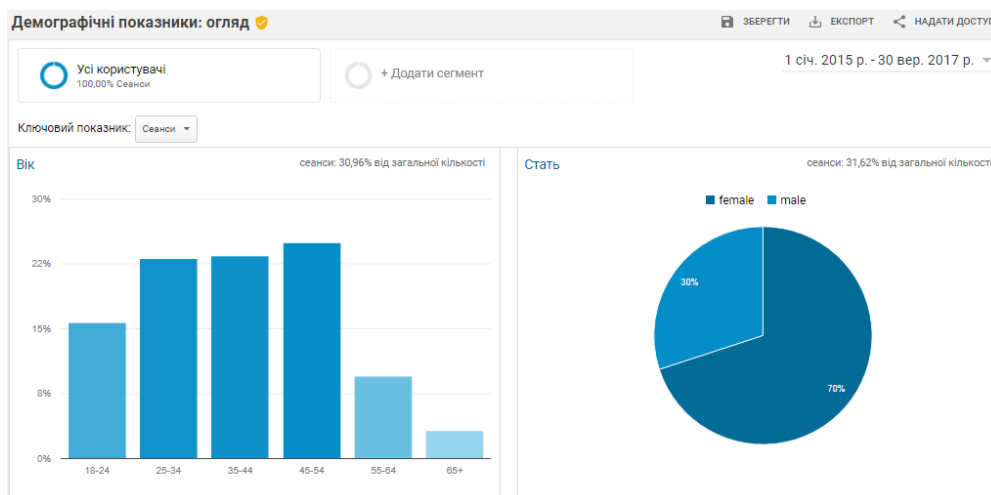 Демографічні показники: огляд
ЗБЕРЕГТИ
ЕКСПОРТ
НАДАТИ ДОСТУП
Усі користувачі
100,00% Сеанси
+ Додати сегмент
1 січ. 2015 р. - 30 вер. 2017 р.
Ключовий показник: Сеанси
Вік
сеанси: 30,96% від загальної кількості
30%
22%
15%
8%
0%
18-24 25-34 35-44 45-54 55-64 65+
Стать
сеанси: 31,62% від загальної кількості
female male
30%
70%